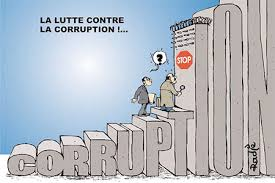 LA LUTTE CONTRE
LA CORRUPTION !...
?
STOP
CORRUPTION